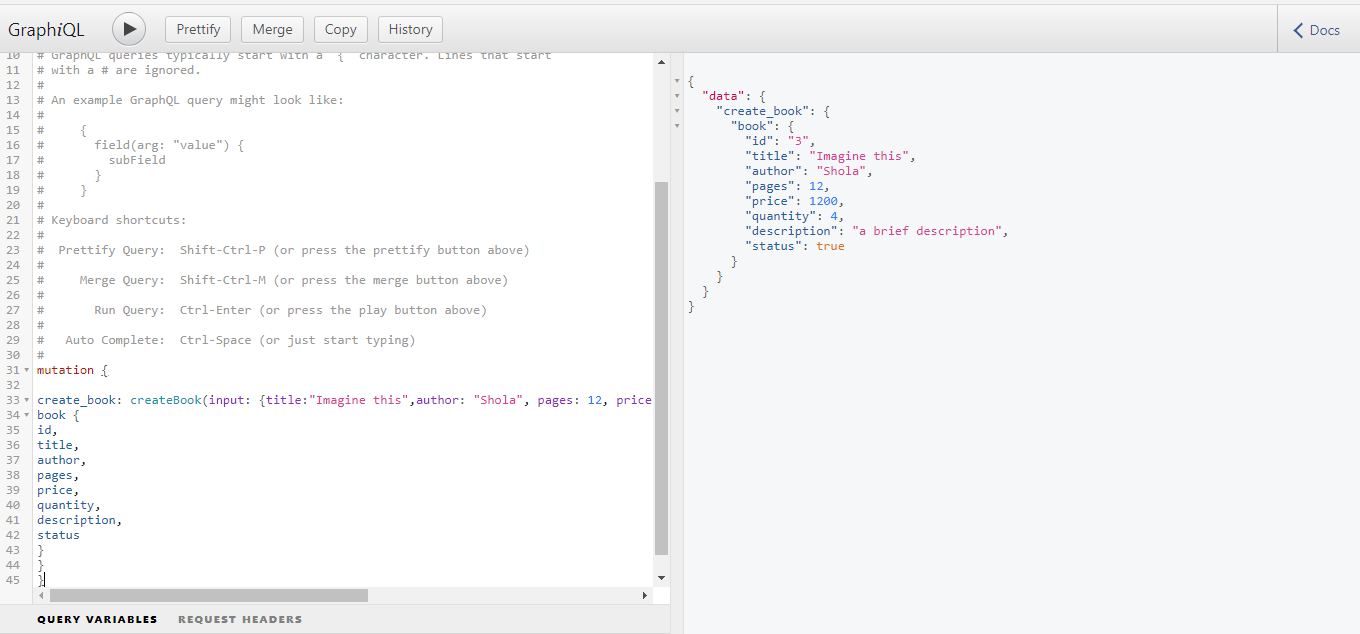 GraphiQL
Prettify
Merge
Copy
History
Docs
10 # GraphQL queries typically start with a "{" character. Lines that start
11 # with a # are ignored.
12 #
13 # An example GraphQL query might look like:
14 #
15 #     {
16 #       field(arg: "value") {
17 #         subField
18 #       }
19 #     }
20 #
21 # Keyboard shortcuts:
22 #
23 #  Prettify Query:  Shift-Ctrl-P (or press the prettify button above)
24 #
25 #     Merge Query:  Shift-Ctrl-M (or press the merge button above)
26 #
27 #       Run Query:  Ctrl-Enter (or press the play button above)
28 #
29 #   Auto Complete:  Ctrl-Space (or just start typing)
30 #
31 mutation {
32
33 create_book: createBook(input: {title:"Imagine this",author: "Shola", pages: 12, price
34 book {
35 id,
36 title,
37 author,
38 pages,
39 price,
40 quantity,
41 description,
42 status
43 }
44 }
45 }
QUERY VARIABLES
REQUEST HEADERS
{
  "data": {
    "create_book": {
      "book": {
        "id": "3",
        "title": "Imagine this",
        "author": "Shola",
        "pages": 12,
        "price": 1200,
        "quantity": 4,
        "description": "a brief description",
        "status": true
      }
    }
  }
}